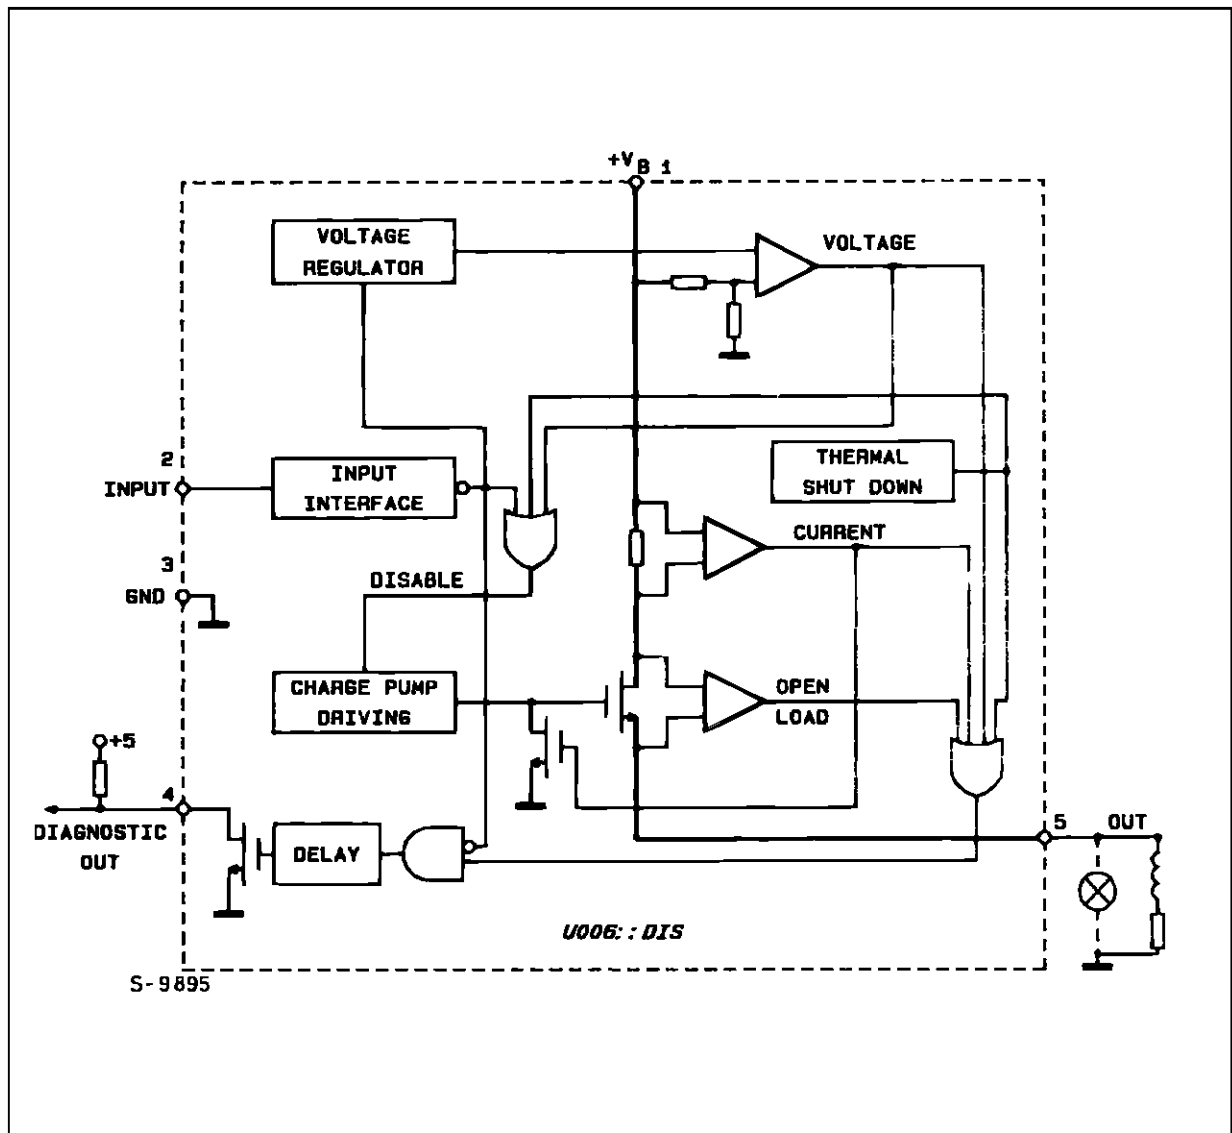 +VB 1
VOLTAGE
REGULATOR
VOLTAGE
2
INPUT
INPUT
INTERFACE
THERMAL
SHUT DOWN
CURRENT
3
GND
DISABLE
CHARGE PUMP
DRIVING
OPEN
LOAD
+5
4
DIAGNOSTIC
OUT
DELAY
5
OUT
U006::DIS
S-9895